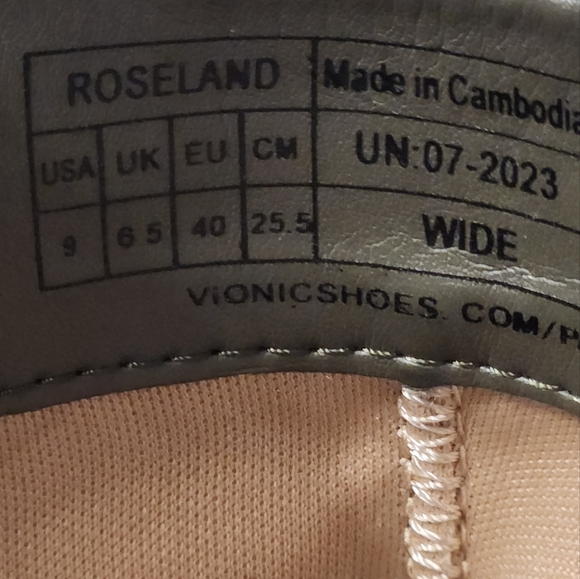 ROSELAND Made in Cambodia
USA UK EU CM UN:07-2023
9 6 5 40 25.5 WIDE
ViONICSHOES. COM/P